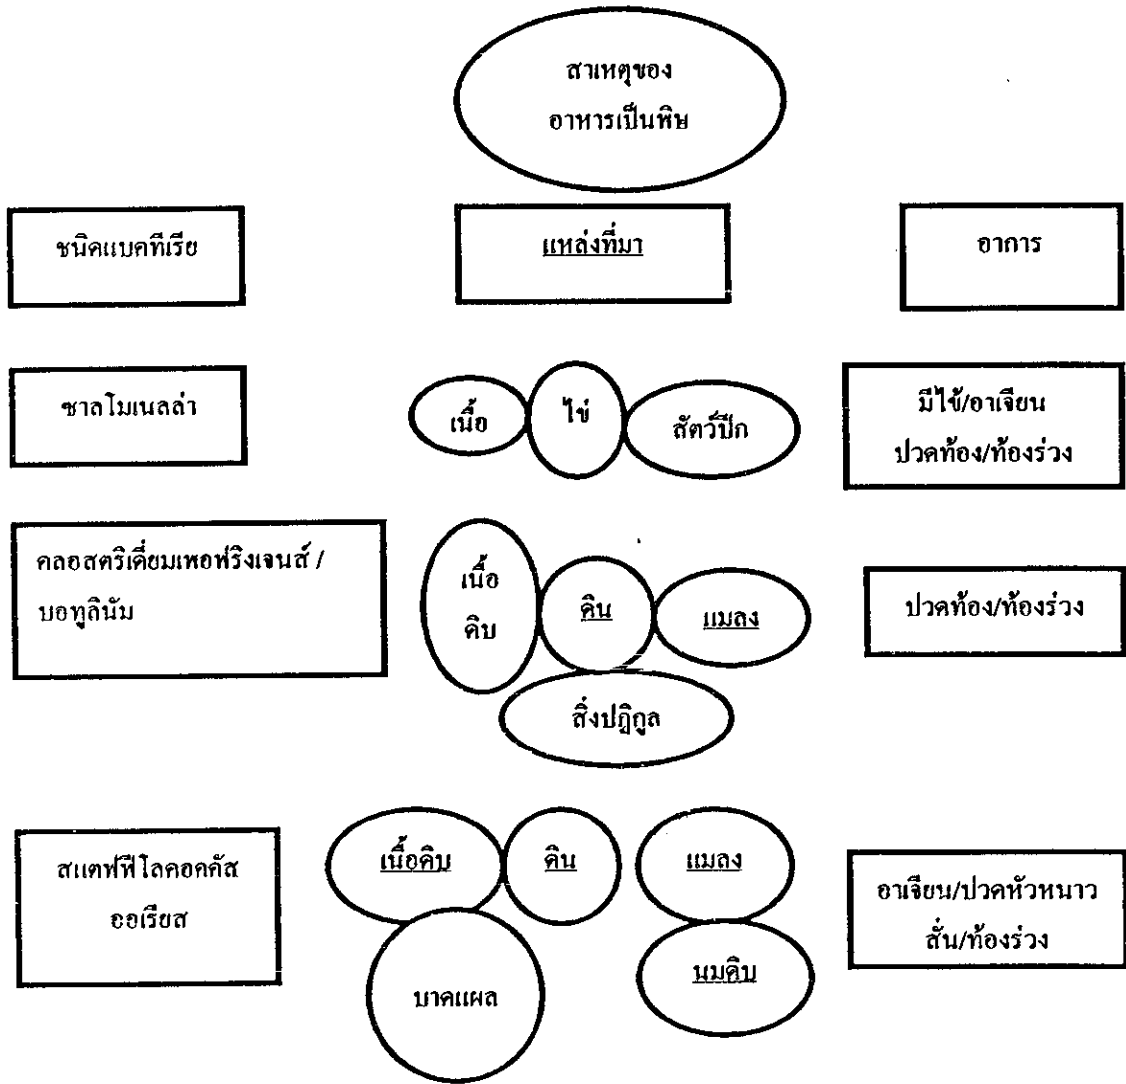 สาเหตุของ
อาหารเป็นพิษ
ชนิดแบคทีเรีย
แหล่งที่มา
อาการ
ซาลโมเนลล่า
เนื้อ
ไข่
สัตว์ปีก
มีไข้/อาเจียน
ปวดท้อง/ท้องร่วง
คลอสตริเดี่ยมเพอฟริงเจนส์ /
บอทูลินัม
เนื้อ
ดิบ
ดิน
แมลง
สิ่งปฏิกูล
ปวดท้อง/ท้องร่วง
สแตฟฟีโลคอคคัส
ออเรียส
เนื้อดิบ
ดิน
แมลง
บาดแผล
นมดิบ
อาเจียน/ปวดหัวหนาว
สั่น/ท้องร่วง